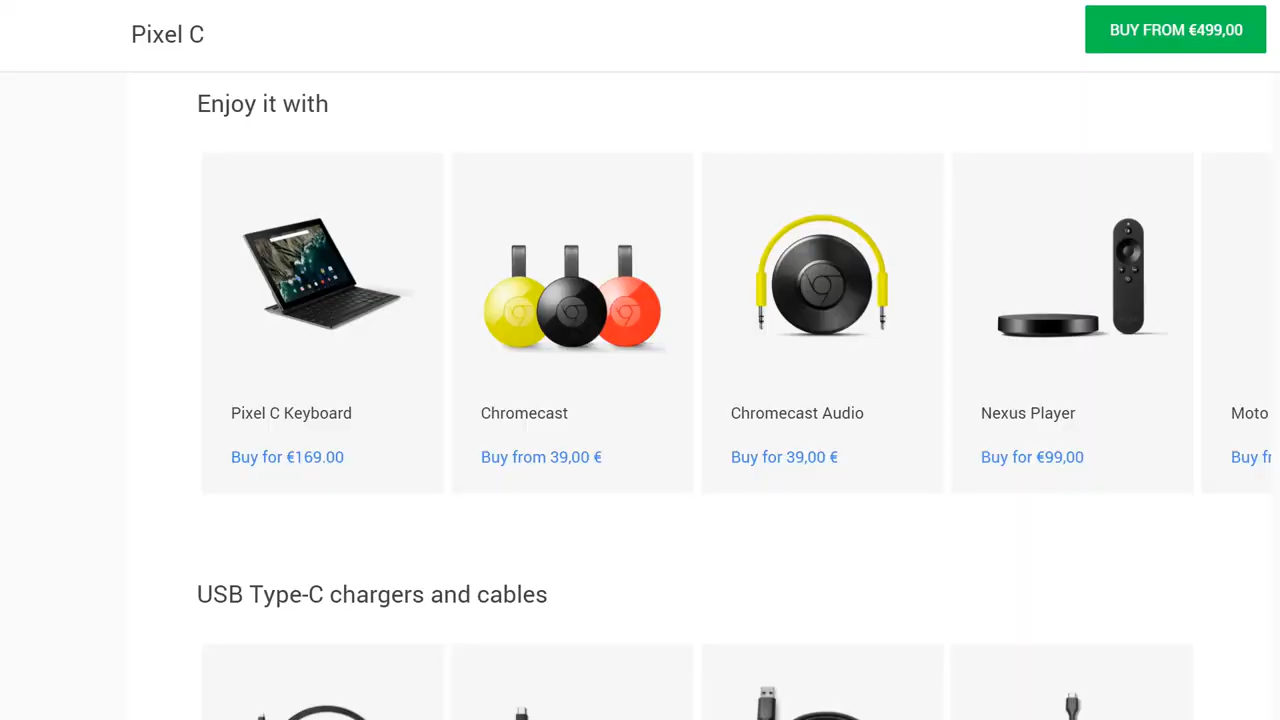 Pixel C
BUY FROM €499,00
Enjoy it with
Pixel C Keyboard
Chromecast
Chromecast Audio
Nexus Player
Moto
Buy for €169.00
Buy from 39,00 €
Buy for 39,00 €
Buy for €99,00
Buy
USB Type-C chargers and cables